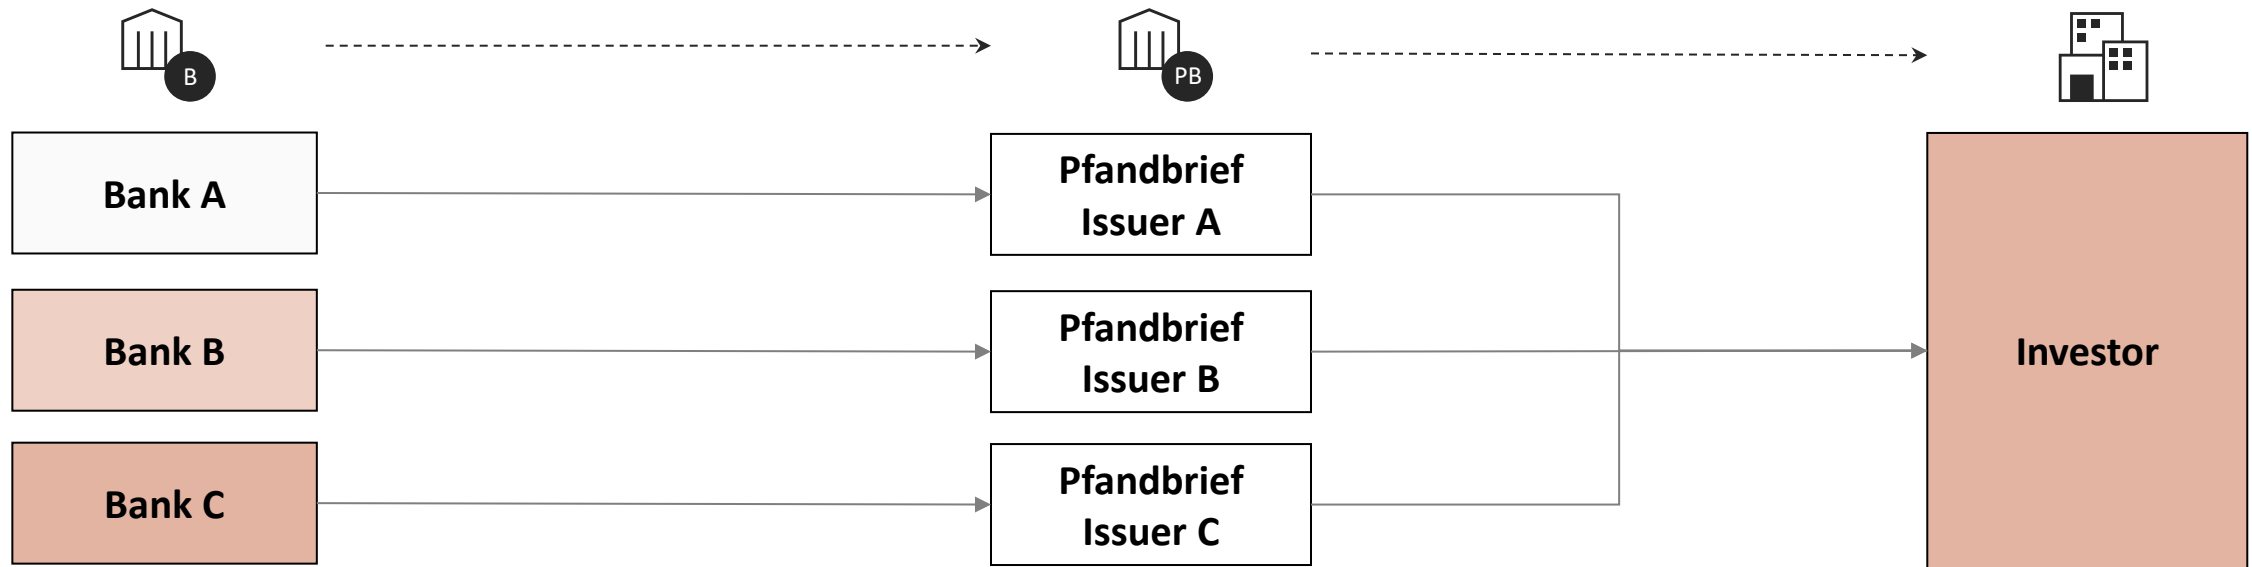 B
PB
Bank A
Pfandbrief
Issuer A
Bank B
Pfandbrief
Issuer B
Investor
Bank C
Pfandbrief
Issuer C